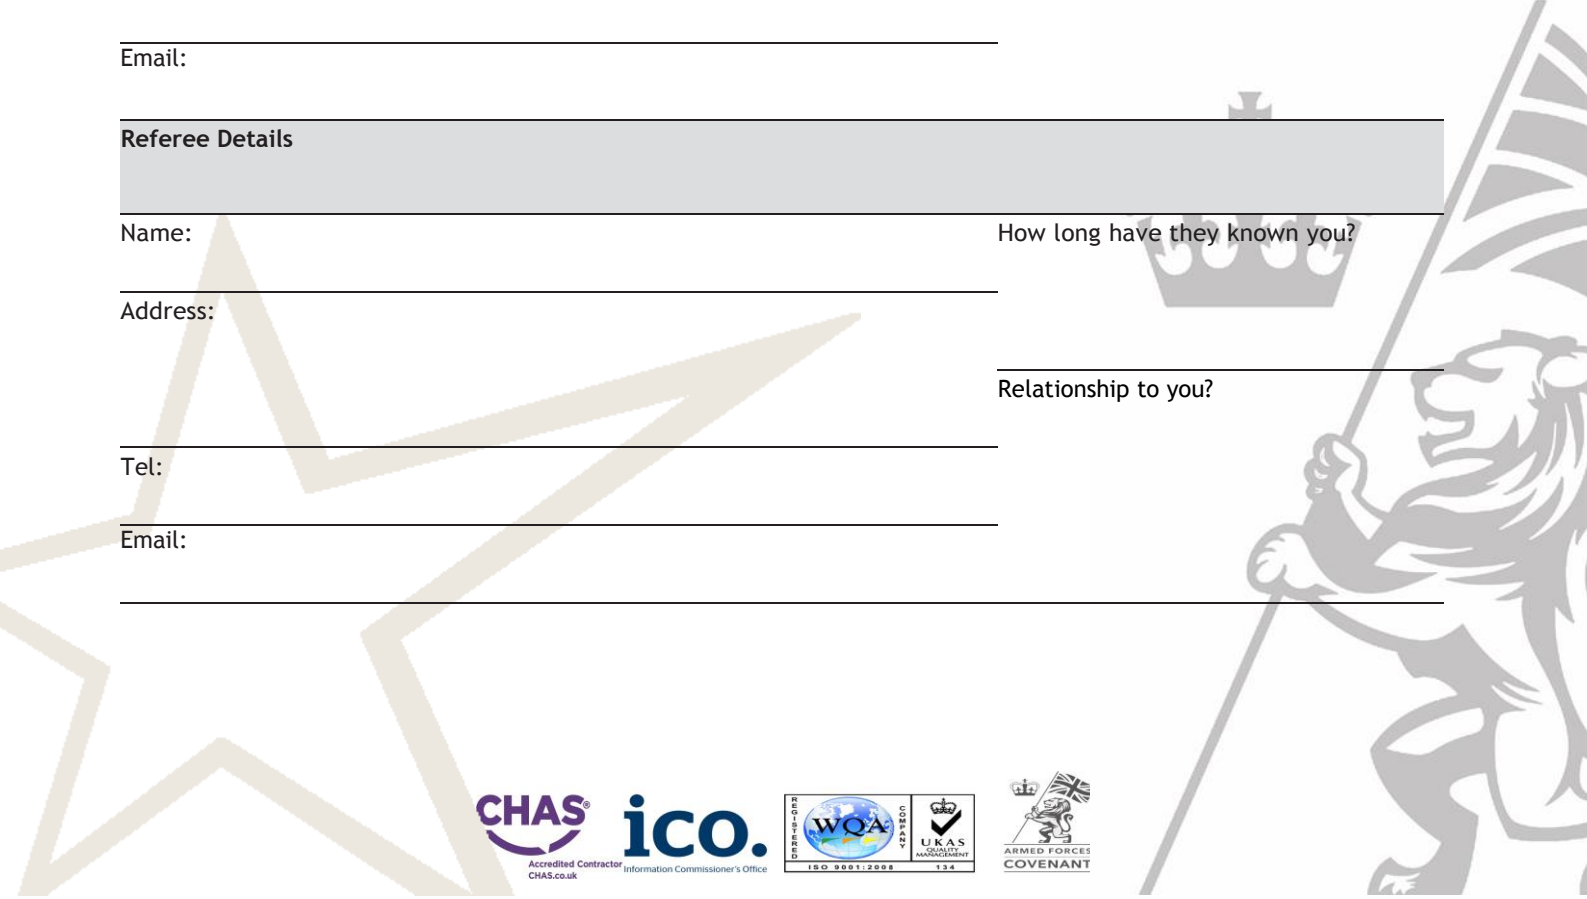 Email:
Referee Details
Name:
How long have they known you?
Address:
Relationship to you?
Tel:
Email:
CHAS®
Accredited Contractor
CHAS.co.uk
ico.
Information Commissioner's Office
REGISTERED
WQA
COMPANY
UKAS
QUALITY
MANAGEMENT
ISO 9001:2008
134
ARMED FORCES
COVENANT